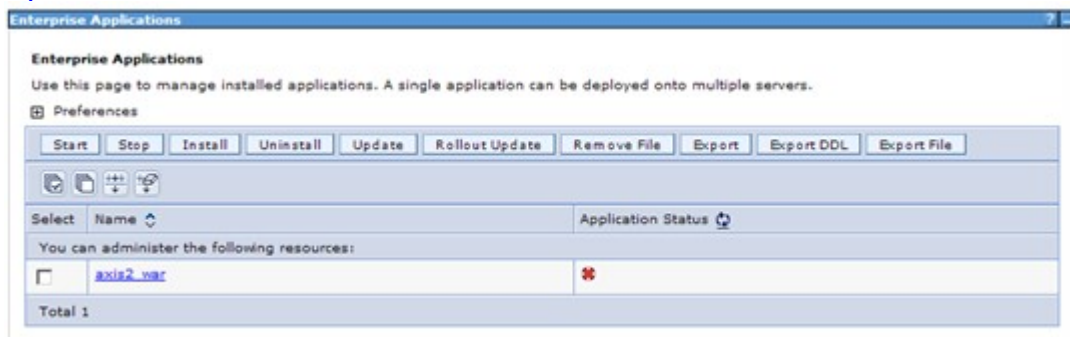 Enterprise Applications ? -
Enterprise Applications
Use this page to manage installed applications. A single application can be deployed onto multiple servers.
Preferences
Start Stop Install Uninstall Update Rollout Update Remove File Export Export DDL Export File
Select Name Application Status
You can administer the following resources:
axis2_war
Total 1